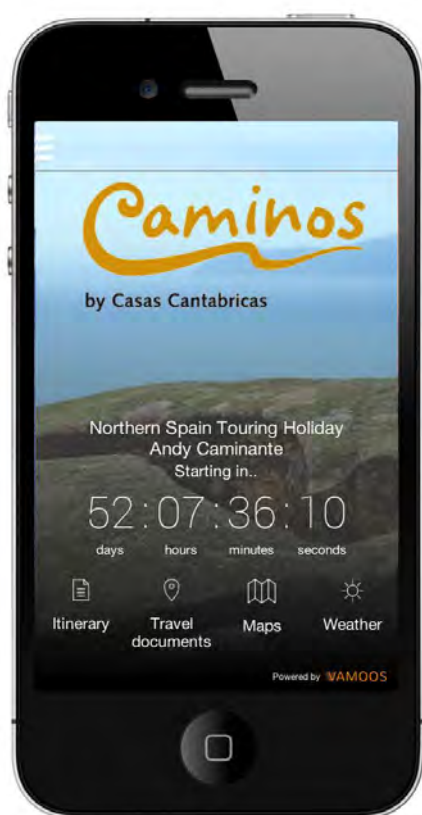 Caminos
by Casas Cantabricas
Northern Spain Touring Holiday
Andy Caminante
Starting in..
52:07:36:10
days hours minutes seconds
Itinerary Travel documents Maps Weather
Powered by VAMOOS